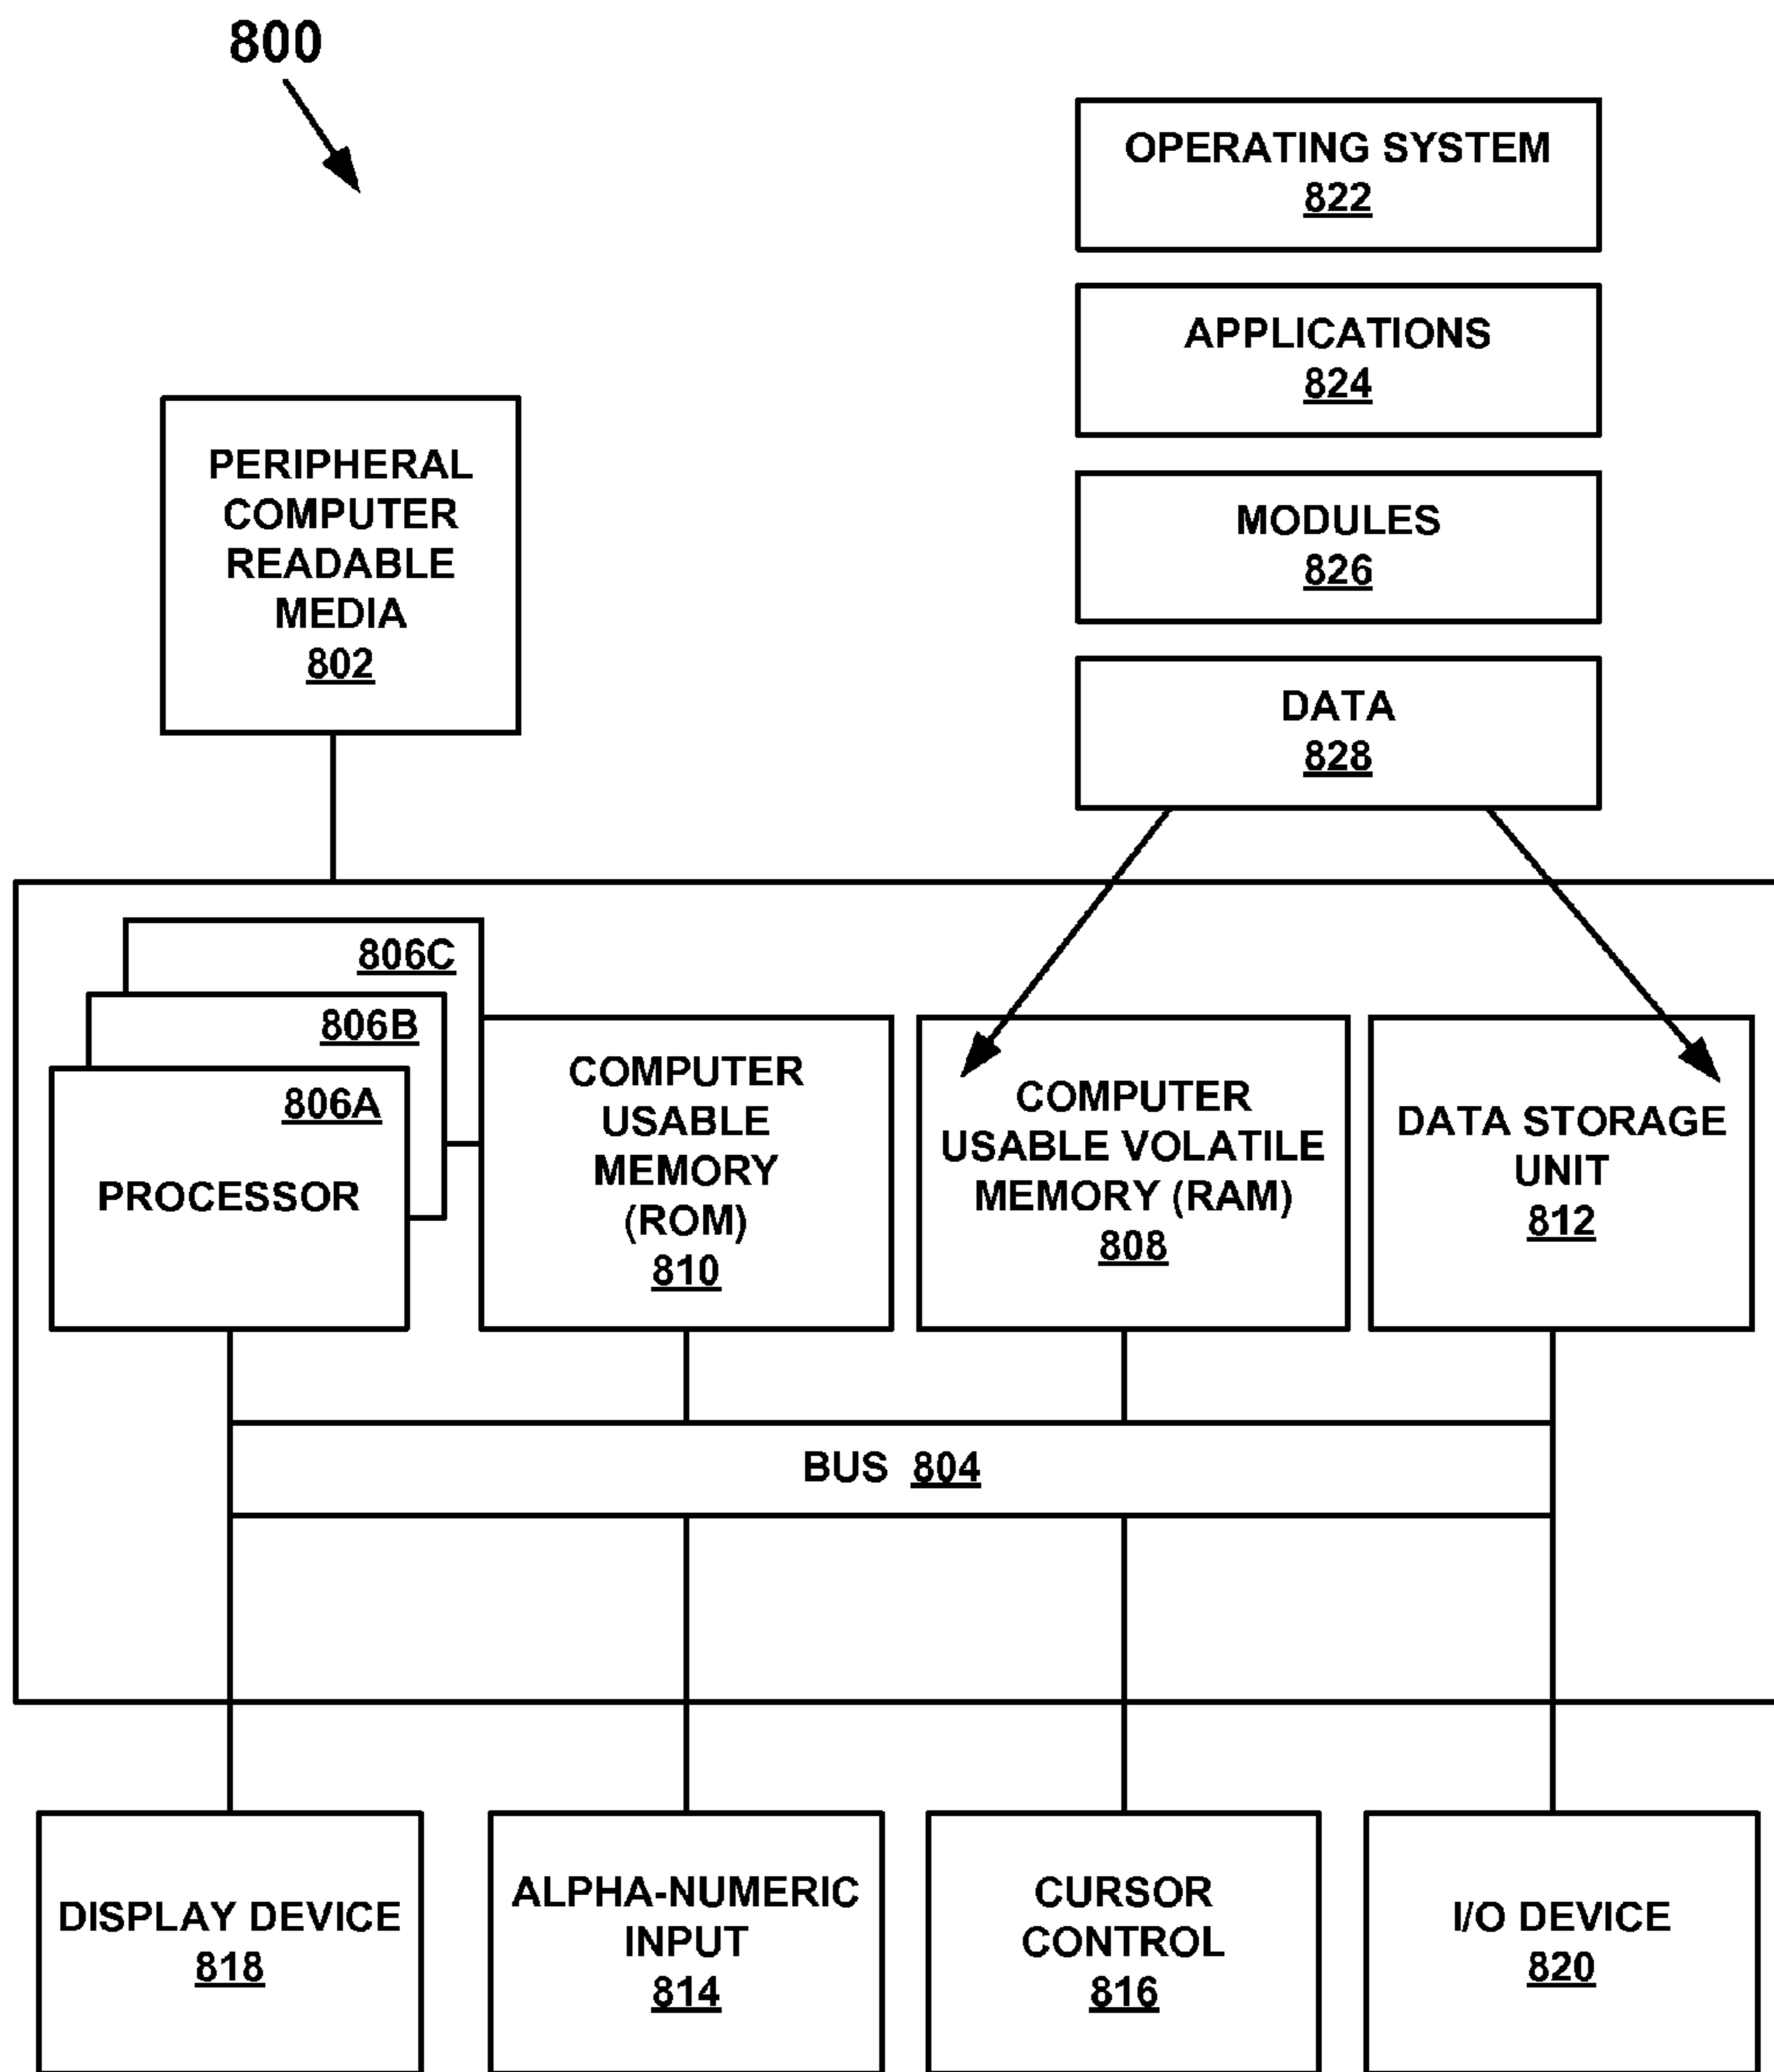 800
OPERATING SYSTEM
822
APPLICATIONS
824
MODULES
826
DATA
828
PERIPHERAL
COMPUTER
READABLE
MEDIA
802
806C
806B
806A
PROCESSOR
COMPUTER
USABLE
MEMORY
(ROM)
810
COMPUTER
USABLE VOLATILE
MEMORY (RAM)
808
DATA STORAGE
UNIT
812
BUS 804
DISPLAY DEVICE
818
ALPHA-NUMERIC
INPUT
814
CURSOR
CONTROL
816
I/O DEVICE
820